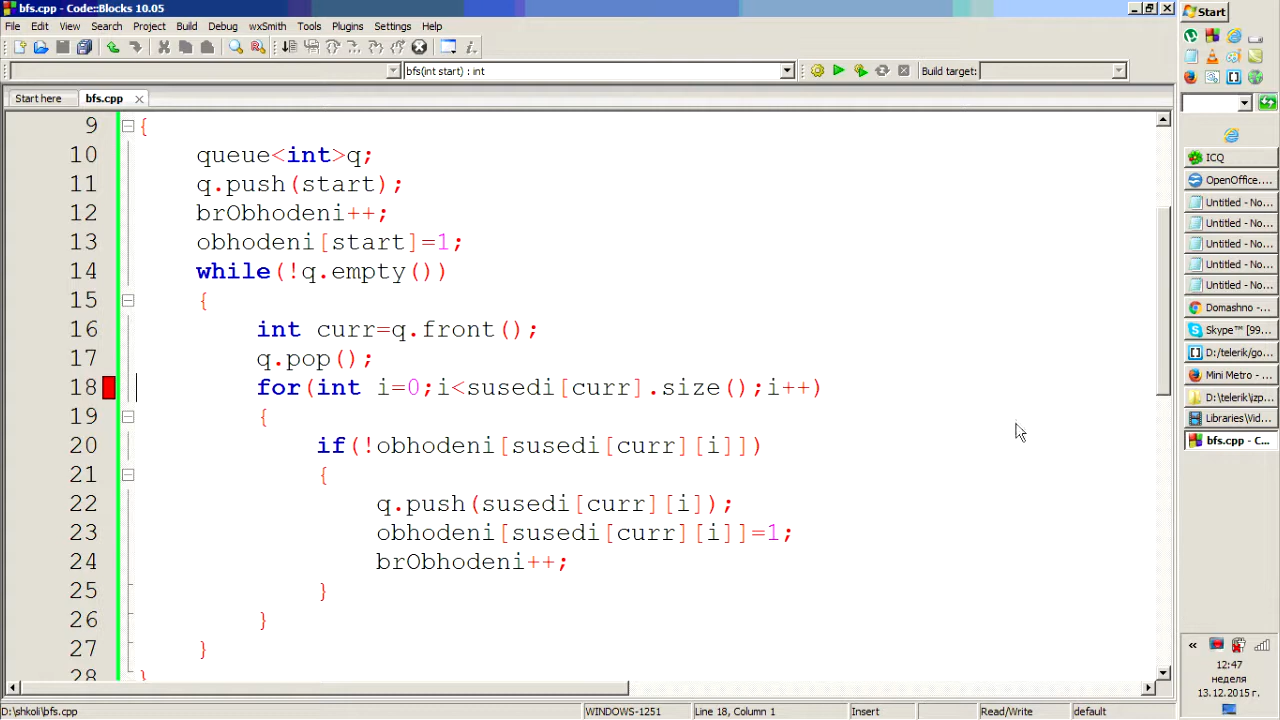 bfs.cpp - Code::Blocks 10.05
File Edit View Search Project Build Debug wxSmith Tools Plugins Settings Help
bfs(int start) : int
Build target:
Start here
bfs.cpp
9 {
10 queue<int>q;
11 q.push(start);
12 brObhodeni++;
13 obhodeni[start]=1;
14 while(!q.empty())
15 {
16 int curr=q.front();
17 q.pop();
18 for(int i=0;i<susedi[curr].size();i++)
19 {
20 if(!obhodeni[susedi[curr][i]])
21 {
22 q.push(susedi[curr][i]);
23 obhodeni[susedi[curr][i]]=1;
24 brObhodeni++;
25 }
26 }
27 }
28 }
D:\shkoli\bfs.cpp
WINDOWS-1251
Line 18, Column 1
Insert
Read/Write
default
Start
ICQ
OpenOffice....
Untitled - No...
Untitled - No...
Untitled - No...
Untitled - No...
Untitled - No...
Domashno -...
Skype™ [99...
D:/telerik/go...
Mini Metro - ...
D:\telerik\izp...
Libraries\Vid...
bfs.cpp - C...
12:47
неделя
13.12.2015 г.